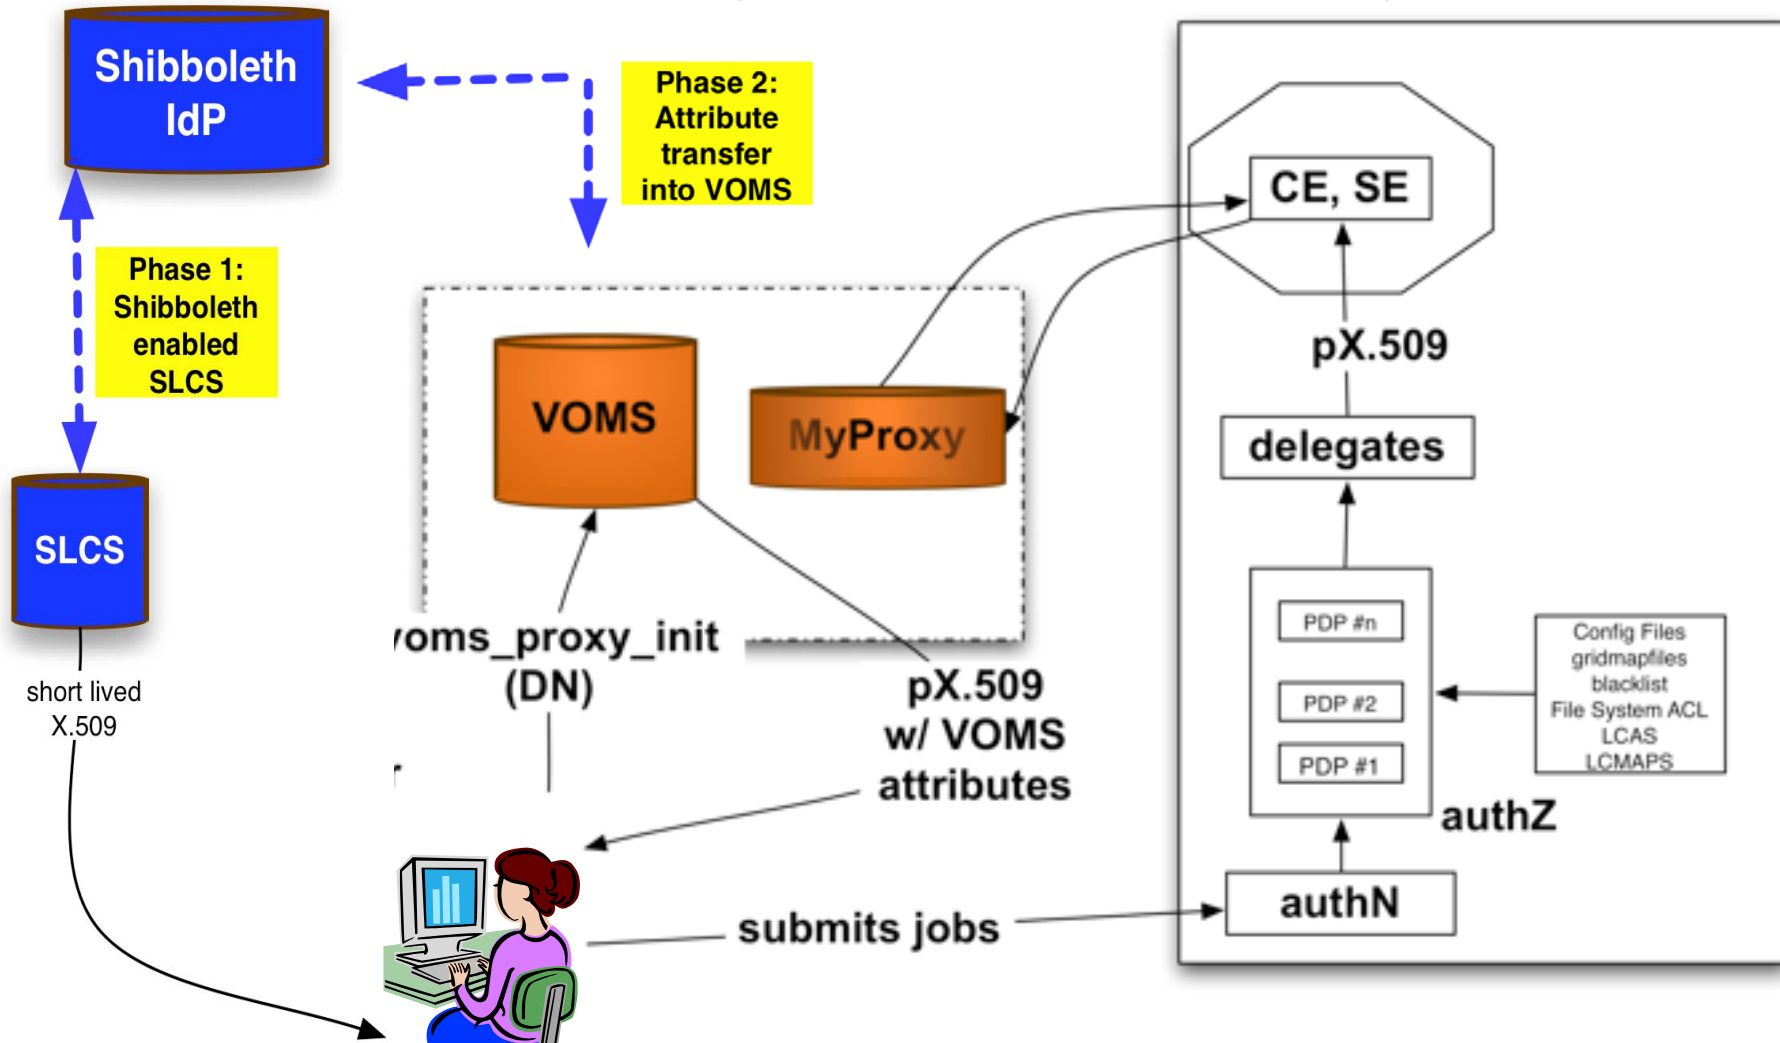 Shibboleth
IdP
Phase 2:
Attribute
transfer
into VOMS
CE, SE
Phase 1:
Shibboleth
enabled
SLCS
pX.509
VOMS
MyProxy
delegates
SLCS
PDP #n
PDP #2
PDP #1
Config Files
gridmapfiles
blacklist
File System ACL
LCAS
LCMAPS
voms_proxy_init
(DN)
short lived
X.509
pX.509
w/ VOMS
attributes
authZ
authN
submits jobs